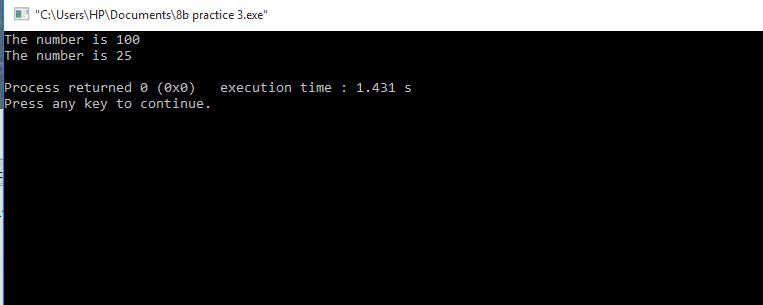 "C:\Users\HP\Documents\8b practice 3.exe"
The number is 100
The number is 25
Process returned 0 (0x0)   execution time : 1.431 s
Press any key to continue.